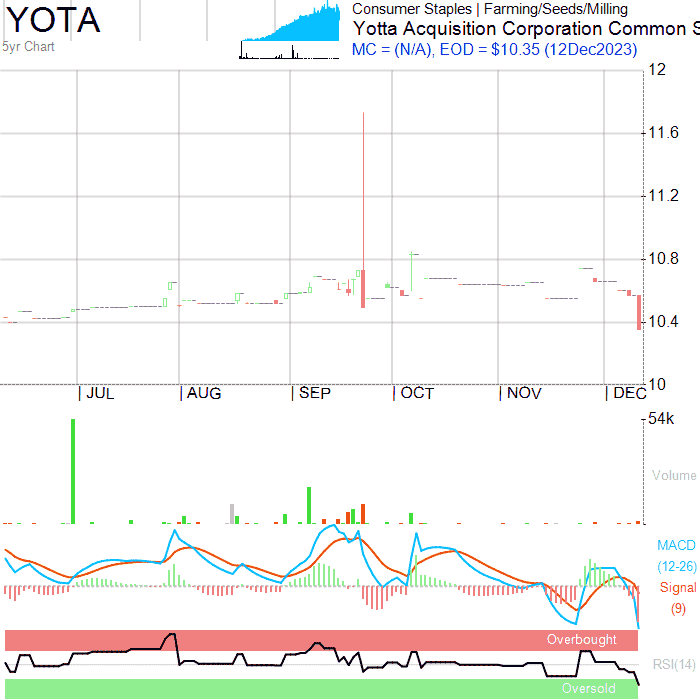 YOTA
5yr Chart
Consumer Staples | Farming/Seeds/Milling
Yotta Acquisition Corporation Common S
MC = (N/A), EOD = $10.35 (12Dec2023)
12
11.6
11.2
10.8
10.4
10
JUL
AUG
SEP
OCT
NOV
DEC
54k
Volume
MACD
(12-26)
Signal
(9)
Overbought
RSI(14)
Oversold